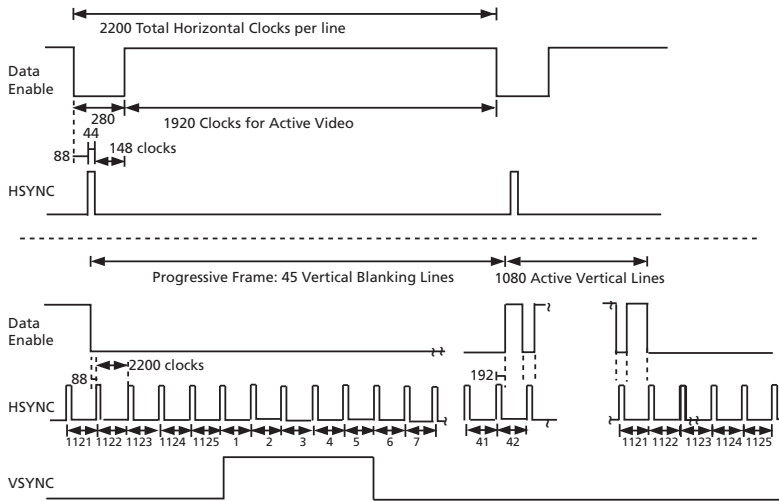 2200 Total Horizontal Clocks per line
Data
Enable
280
1920 Clocks for Active Video
44
88
148 clocks
HSYNC
Progressive Frame: 45 Vertical Blanking Lines
1080 Active Vertical Lines
Data
Enable
88
2200 clocks
192
HSYNC
1121 1122 1123 1124 1125 1 2 3 4 5 6 7 41 42 1121 1122 1123 1124 1125
VSYNC